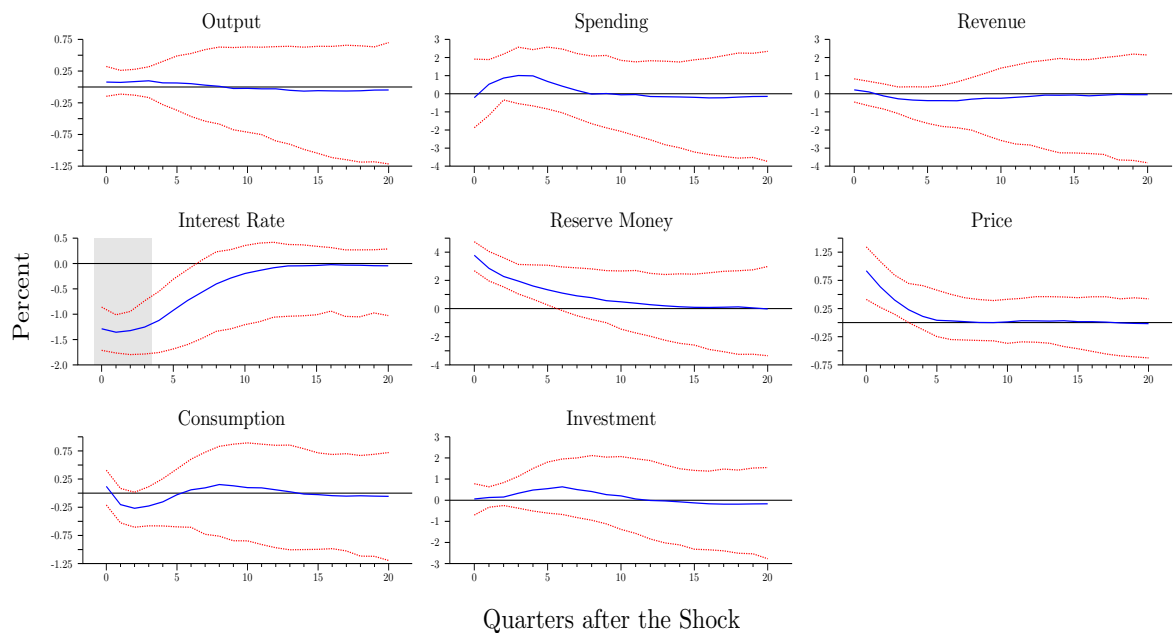 Output
0.75
0.25
-0.25
-0.75
-1.25
0 5 10 15 20
Spending
3
2
1
0
-1
-2
-3
-4
0 5 10 15 20
Revenue
3
2
1
0
-1
-2
-3
-4
0 5 10 15 20
Interest Rate
0.5
0.0
-0.5
-1.0
-1.5
-2.0
0 5 10 15 20
Reserve Money
4
2
0
-2
-4
0 5 10 15 20
Price
1.25
0.75
0.25
-0.25
-0.75
0 5 10 15 20
Consumption
0.75
0.25
-0.25
-0.75
-1.25
0 5 10 15 20
Investment
3
2
1
0
-1
-2
-3
0 5 10 15 20
Percent
Quarters after the Shock